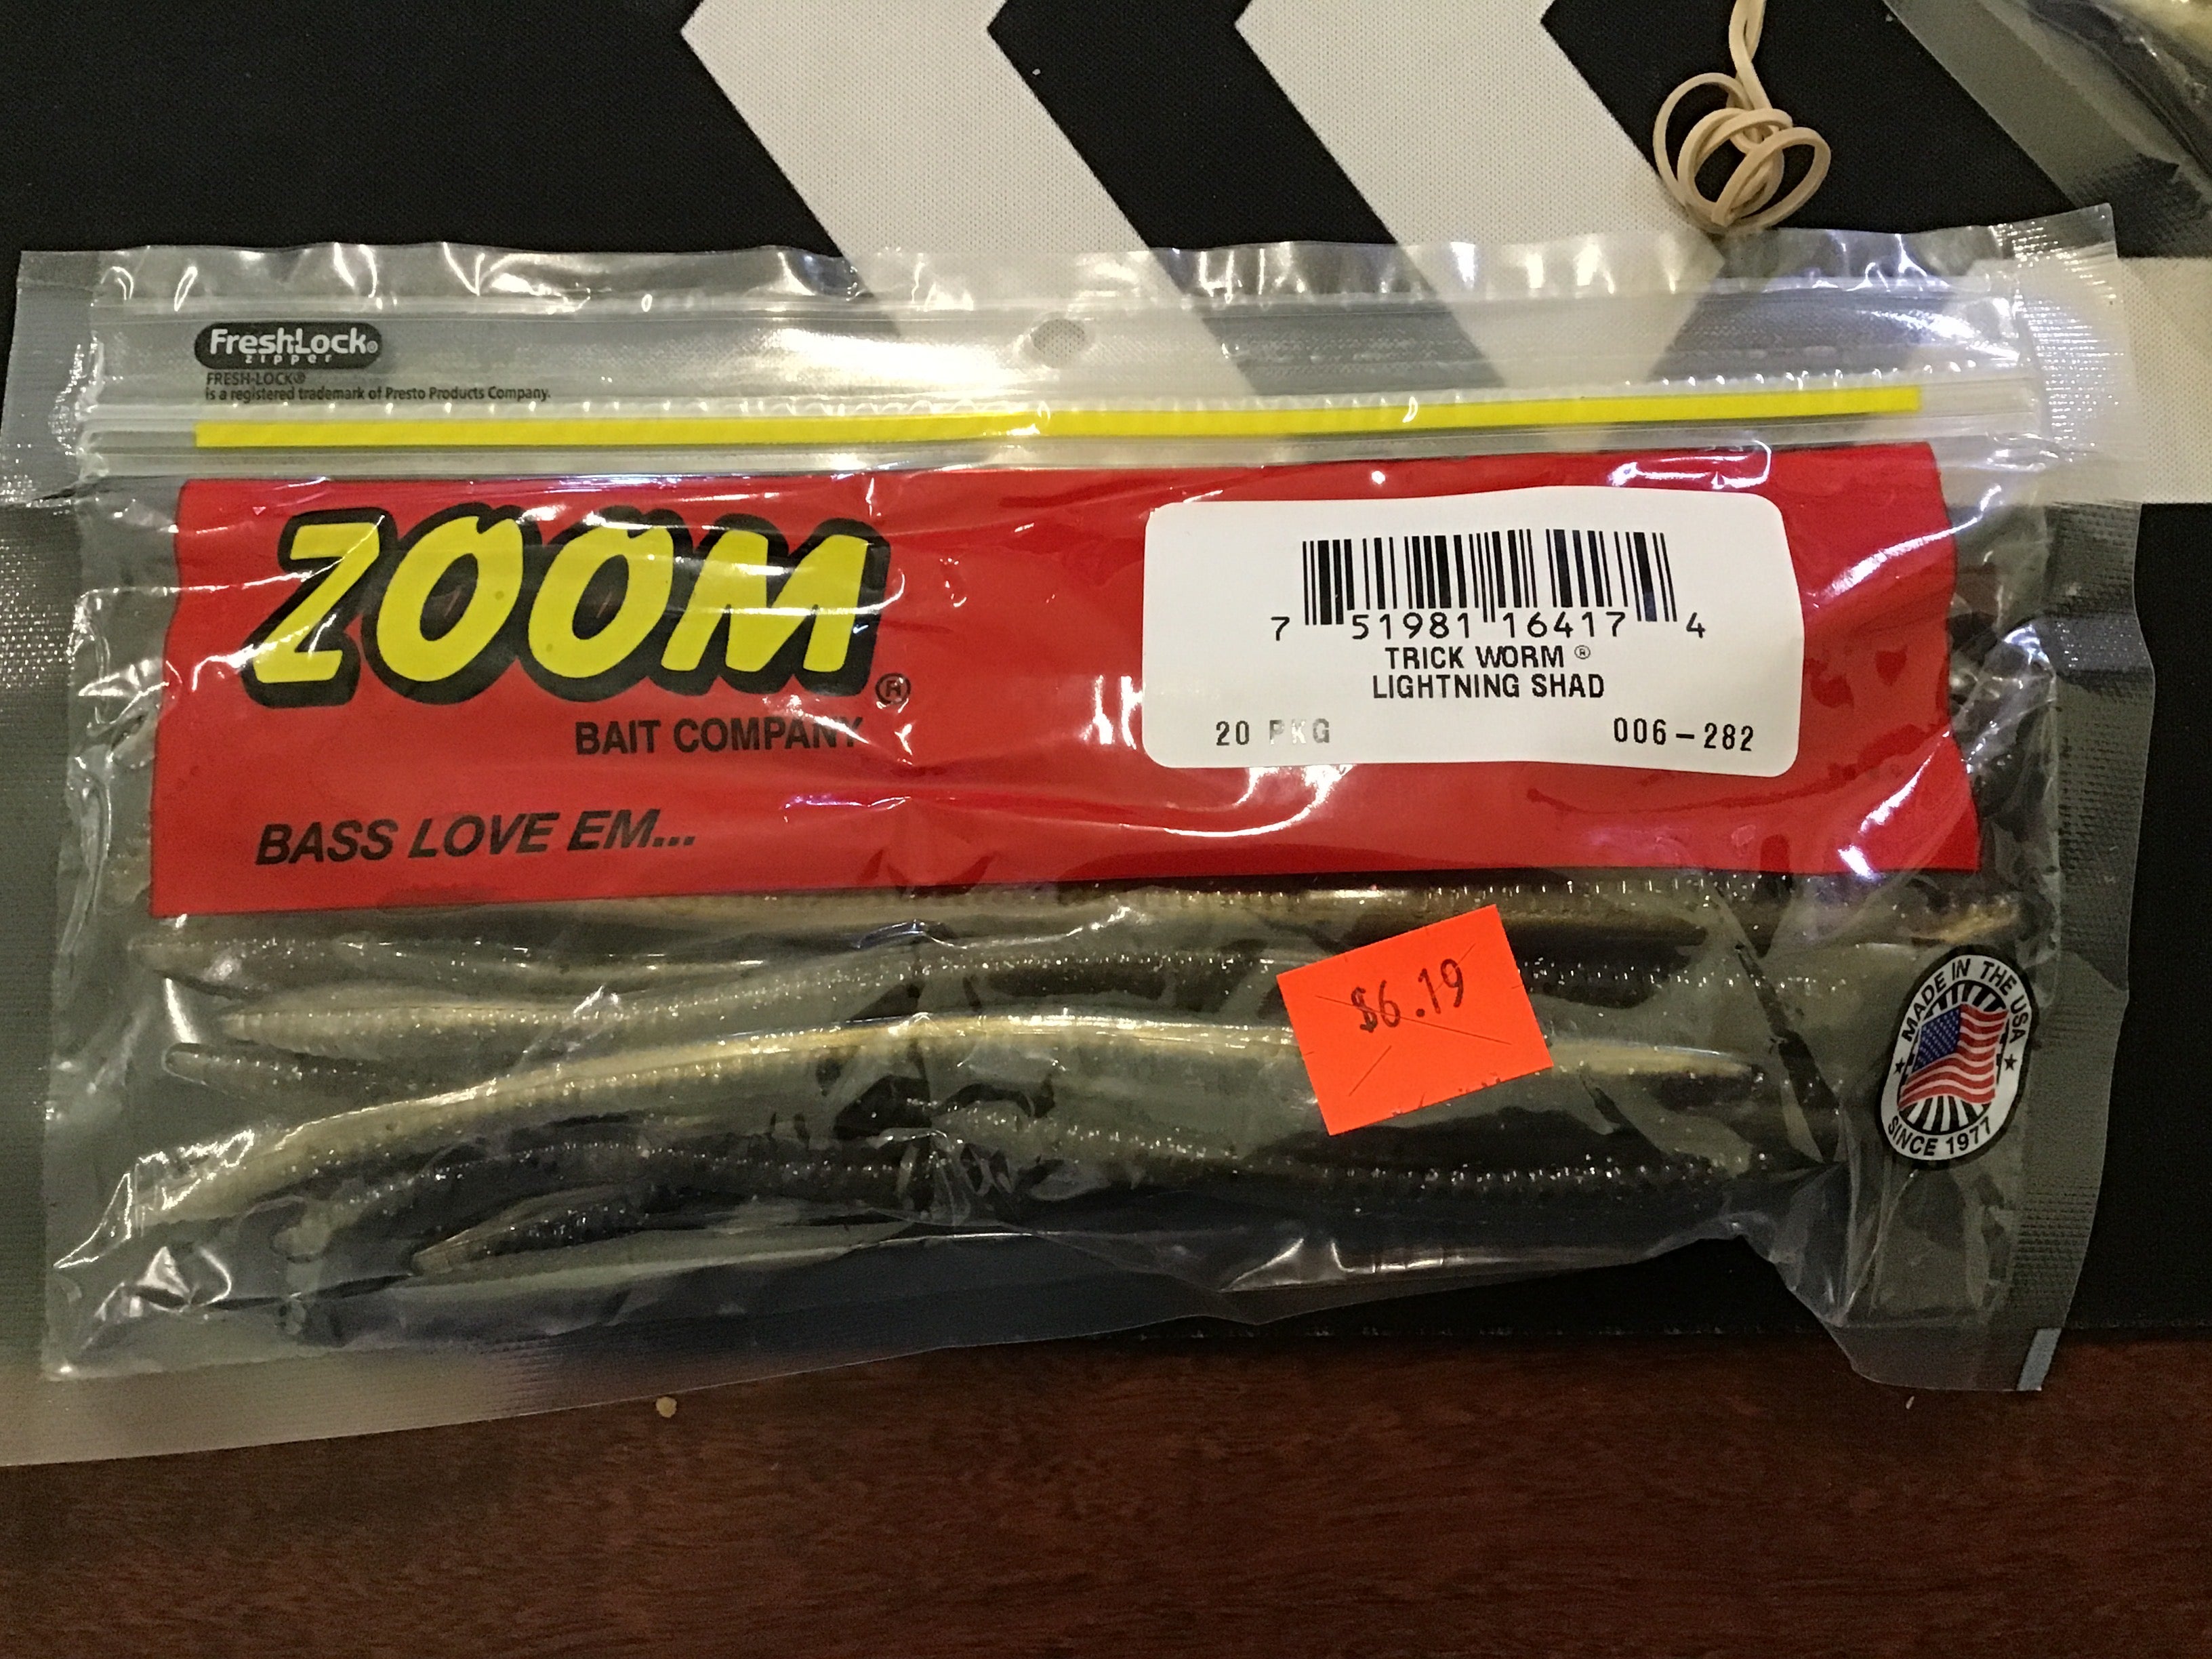 FreshLock®
zipper
FRESH-LOCK®
is a registered trademark of Presto Products Company.
ZOOM®
BAIT COMPANY
BASS LOVE EM...
7 51981 16417 4
TRICK WORM ®
LIGHTNING SHAD
20 PKG 006-282
$6.19
MADE IN THE USA
SINCE 1977